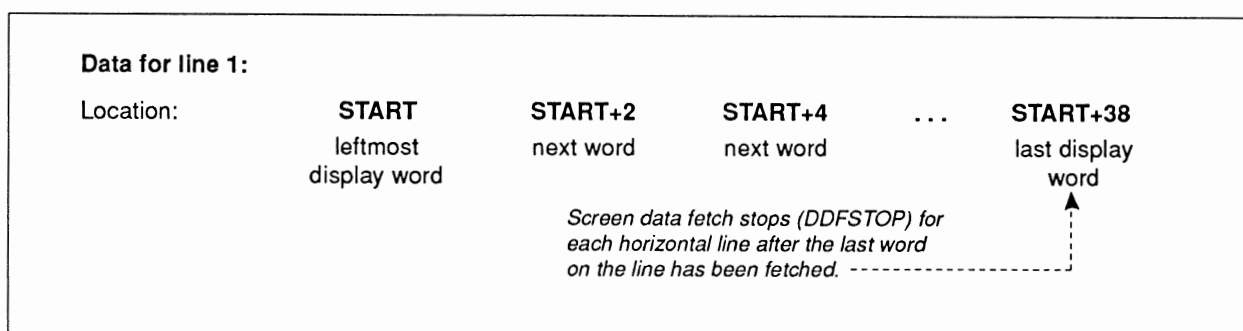 Data for line 1:
Location: START START+2 START+4 ... START+38
leftmost next word next word last display
display word word
Screen data fetch stops (DDFSTOP) for
each horizontal line after the last word
on the line has been fetched.